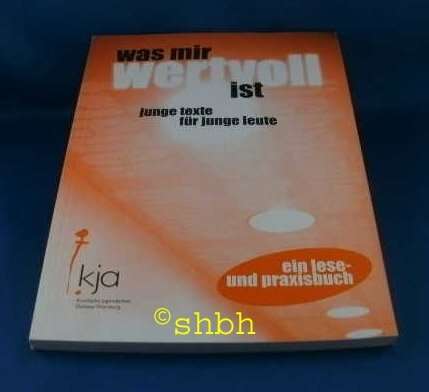 was mir
wertvoll
ist
junge texte
für junge leute
ein lese-
und praxisbuch
kja
©shbh